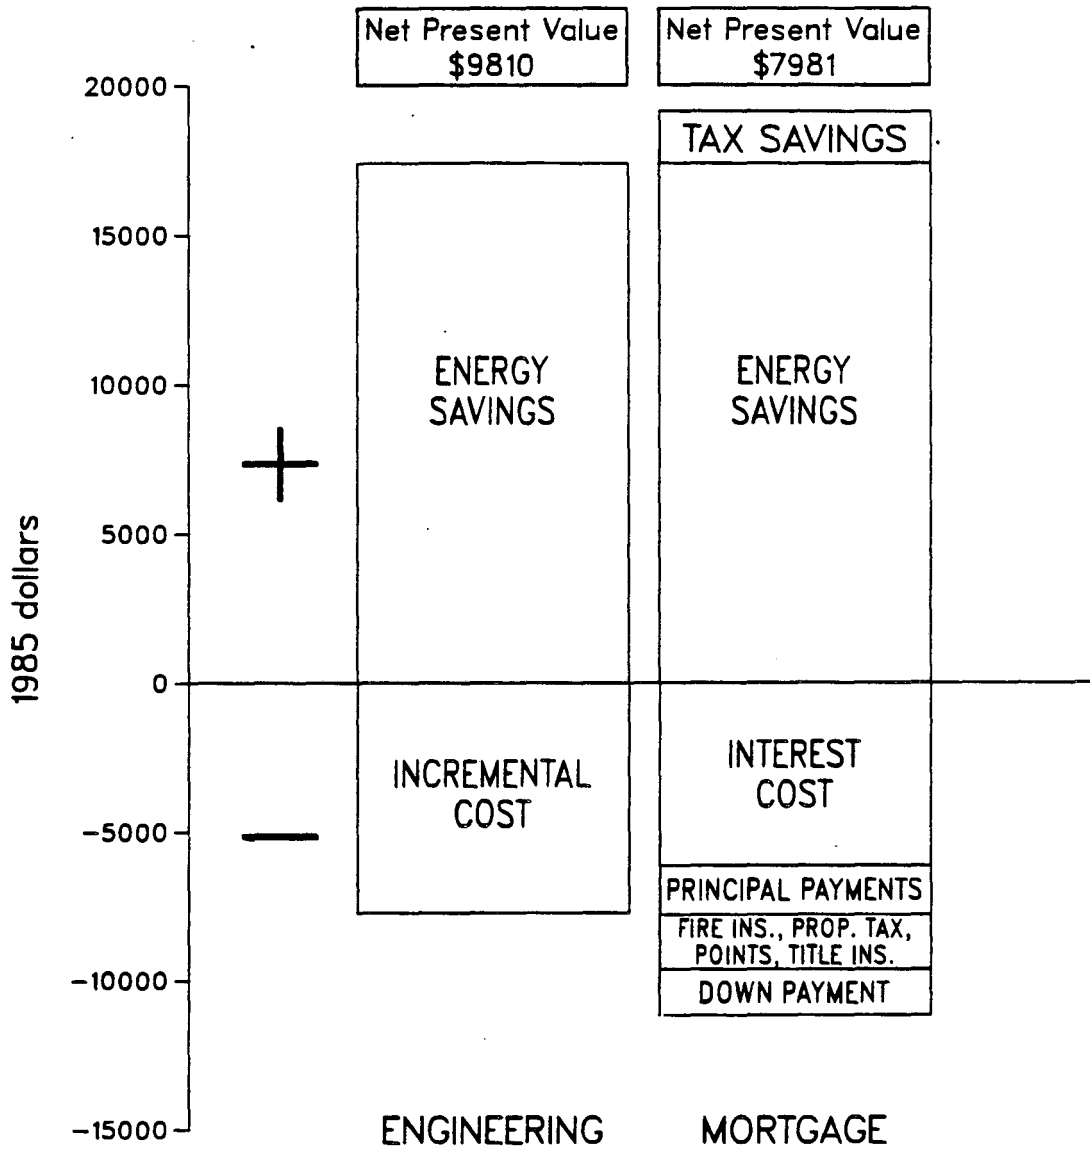 Net Present Value
$9810
Net Present Value
$7981
20000
15000
10000
5000
0
-5000
-10000
-15000
1985 dollars
+
−
ENERGY
SAVINGS
INCREMENTAL
COST
TAX SAVINGS
ENERGY
SAVINGS
INTEREST
COST
PRINCIPAL PAYMENTS
FIRE INS., PROP. TAX,
POINTS, TITLE INS.
DOWN PAYMENT
ENGINEERING
MORTGAGE